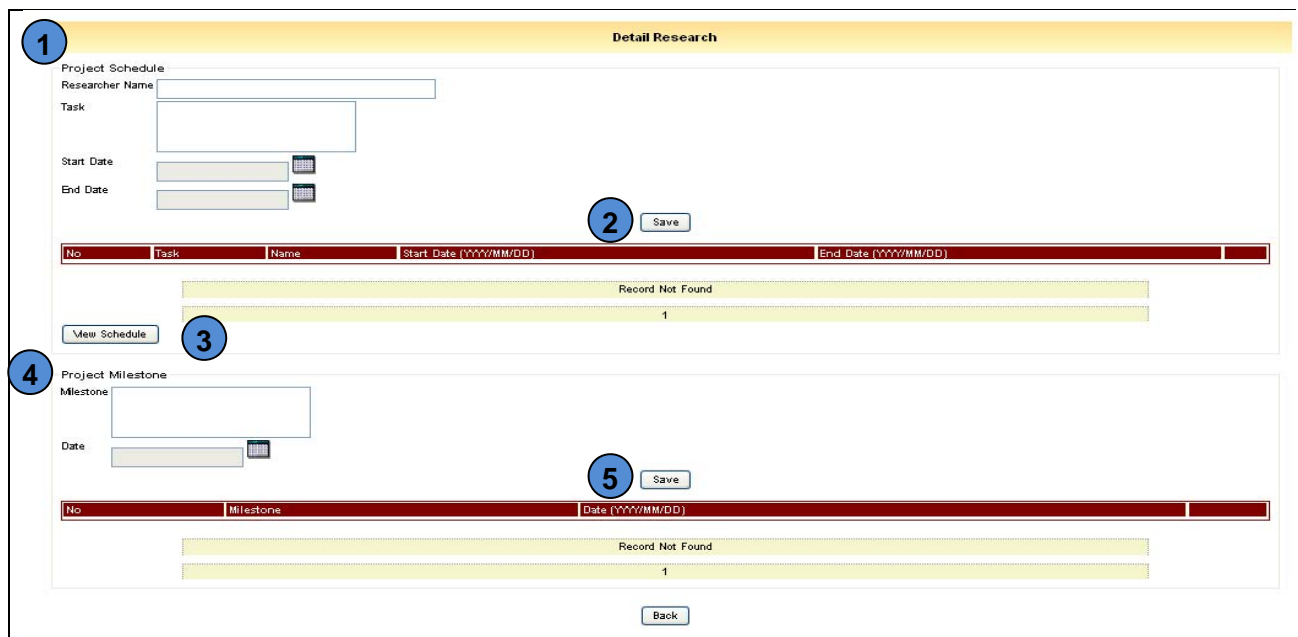 1
Detail Research
Project Schedule
Researcher Name
Task
Start Date
End Date
2
Save
No Task Name Start Date (YYYY/MM/DD) End Date (YYYY/MM/DD)
Record Not Found
1
View Schedule
3
4
Project Milestone
Milestone
Date
5
Save
No Milestone Date (YYYY/MM/DD)
Record Not Found
1
Back